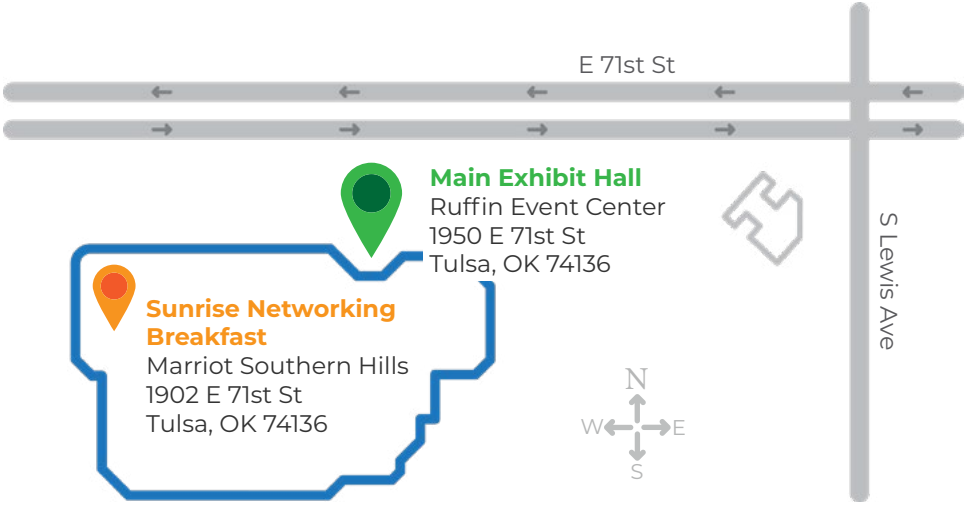 E 71st St
Main Exhibit Hall
Ruffin Event Center
1950 E 71st St
Tulsa, OK 74136
S Lewis Ave
Sunrise Networking
Breakfast
Marriot Southern Hills
1902 E 71st St
Tulsa, OK 74136
N
W E
S